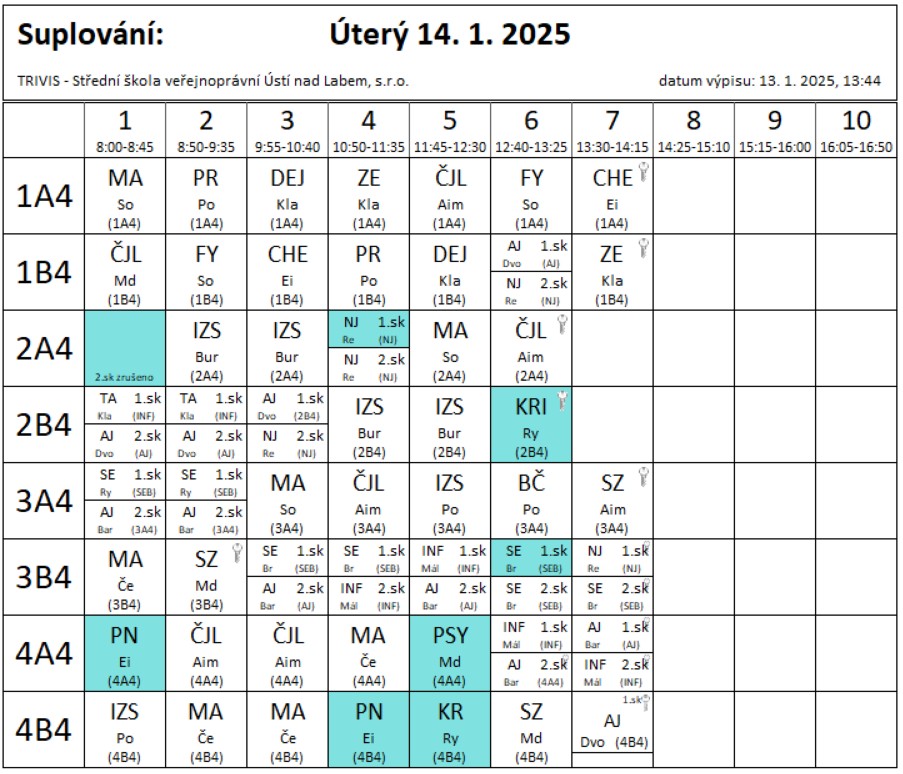 Suplování: Úterý 14. 1. 2025
TRIVIS - Střední škola veřejnoprávní Ústí nad Labem, s.r.o. datum výpisu: 13. 1. 2025, 13:44
1 2 3 4 5 6 7 8 9 10
8:00-8:45 8:50-9:35 9:55-10:40 10:50-11:35 11:45-12:30 12:40-13:25 13:30-14:15 14:25-15:10 15:15-16:00 16:05-16:50
1A4
MA PR DEJ ZE ČJL FY CHE
So Po Kla Kla Aim So Ei
(1A4) (1A4) (1A4) (1A4) (1A4) (1A4) (1A4)
1B4
ČJL FY CHE PR DEJ AJ 1.sk ZE
Md So Ei Po Kla Dvo (AJ) Kla
(1B4) (1B4) (1B4) (1B4) (1B4) NJ 2.sk (1B4)
Re (NJ)
2A4
IZS IZS NJ 1.sk MA ČJL
Bur Bur Re (NJ) So Aim
2.sk zrušeno (2A4) (2A4) NJ 2.sk (2A4) (2A4)
Re (NJ)
2B4
TA 1.sk TA 1.sk AJ 1.sk IZS IZS KRI
Kla (INF) Kla (INF) Dvo (2B4) Bur Bur Ry
AJ 2.sk AJ 2.sk NJ 2.sk (2B4) (2B4) (2B4)
Dvo (AJ) Dvo (AJ) Re (NJ)
3A4
SE 1.sk SE 1.sk MA ČJL IZS BČ SZ
Ry (SEB) Ry (SEB) So Aim Po Po Aim
AJ 2.sk AJ 2.sk (3A4) (3A4) (3A4) (3A4) (3A4)
Bar (3A4) Bar (3A4)
3B4
MA SZ SE 1.sk SE 1.sk INF 1.sk SE 1.sk NJ 1.sk
Če Md Br (SEB) Br (SEB) Mál (INF) Br (SEB) Re (NJ)
(3B4) (3B4) AJ 2.sk INF 2.sk AJ 2.sk SE 2.sk SE 2.sk
Bar (AJ) Mál (INF) Bar (AJ) Br (SEB) Br (SEB)
4A4
PN ČJL ČJL MA PSY INF 1.sk AJ 1.sk
Ei Aim Aim Če Md Mál (INF) Bar (AJ)
(4A4) (4A4) (4A4) (4A4) (4A4) AJ 2.sk INF 2.sk
Bar (4A4) Mál (INF)
4B4
IZS MA MA PN KR SZ 1.sk AJ
Po Če Če Ei Ry Md Dvo (4B4)
(4B4) (4B4) (4B4) (4B4) (4B4) (4B4)